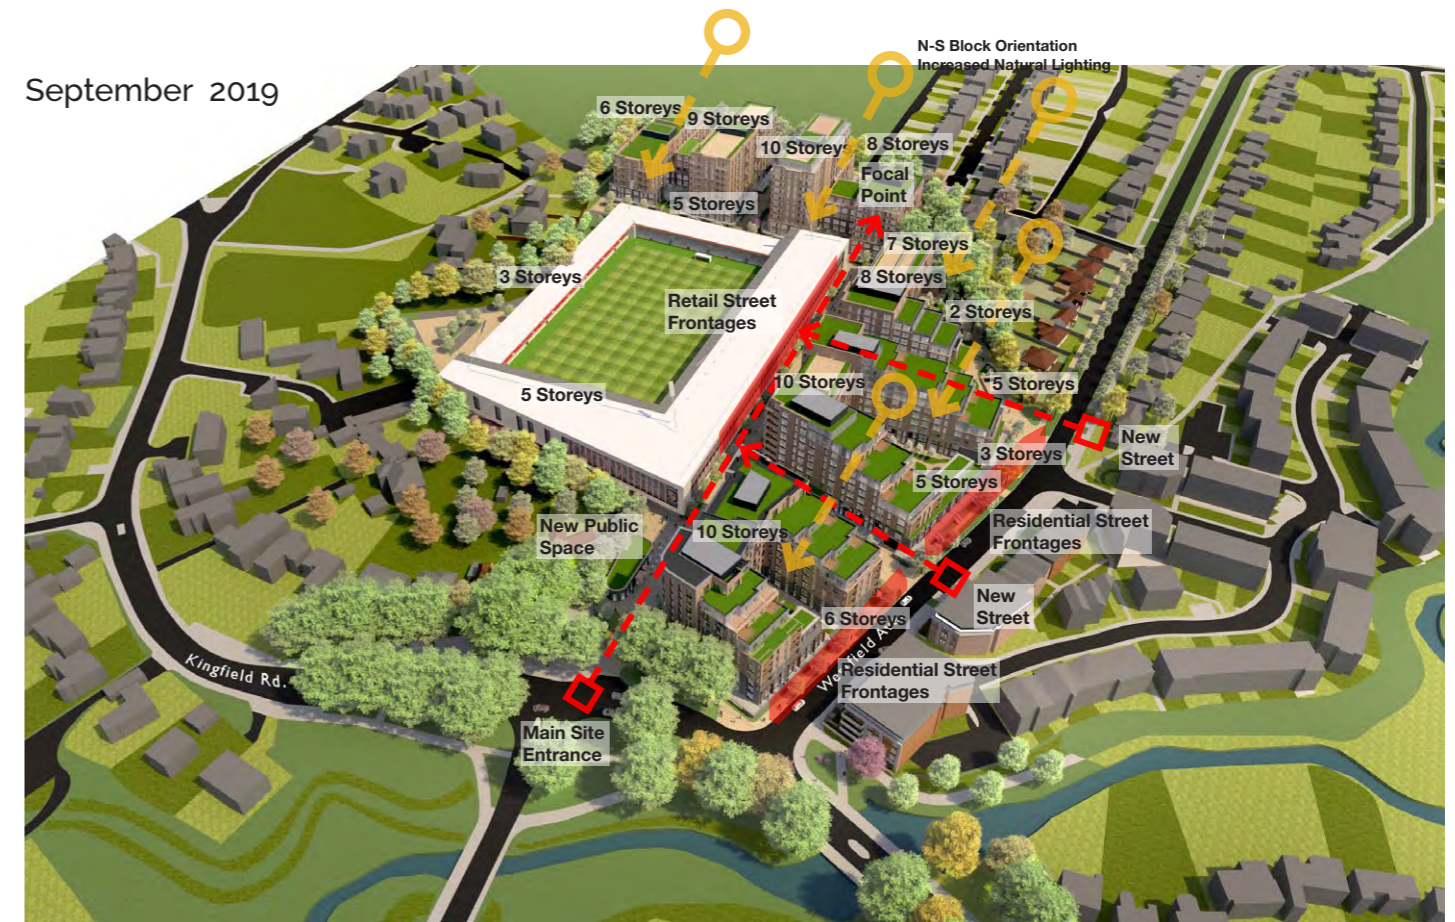 September 2019
N-S Block Orientation
Increased Natural Lighting
6 Storeys
9 Storeys
10 Storeys
8 Storeys
Focal
Point
5 Storeys
7 Storeys
3 Storeys
8 Storeys
Retail Street
Frontages
2 Storeys
10 Storeys
5 Storeys
5 Storeys
New
Street
3 Storeys
5 Storeys
New Public
Space
10 Storeys
Residential Street
Frontages
New
Street
6 Storeys
Kingfield Rd.
Residential Street
Frontages
Main Site
Entrance